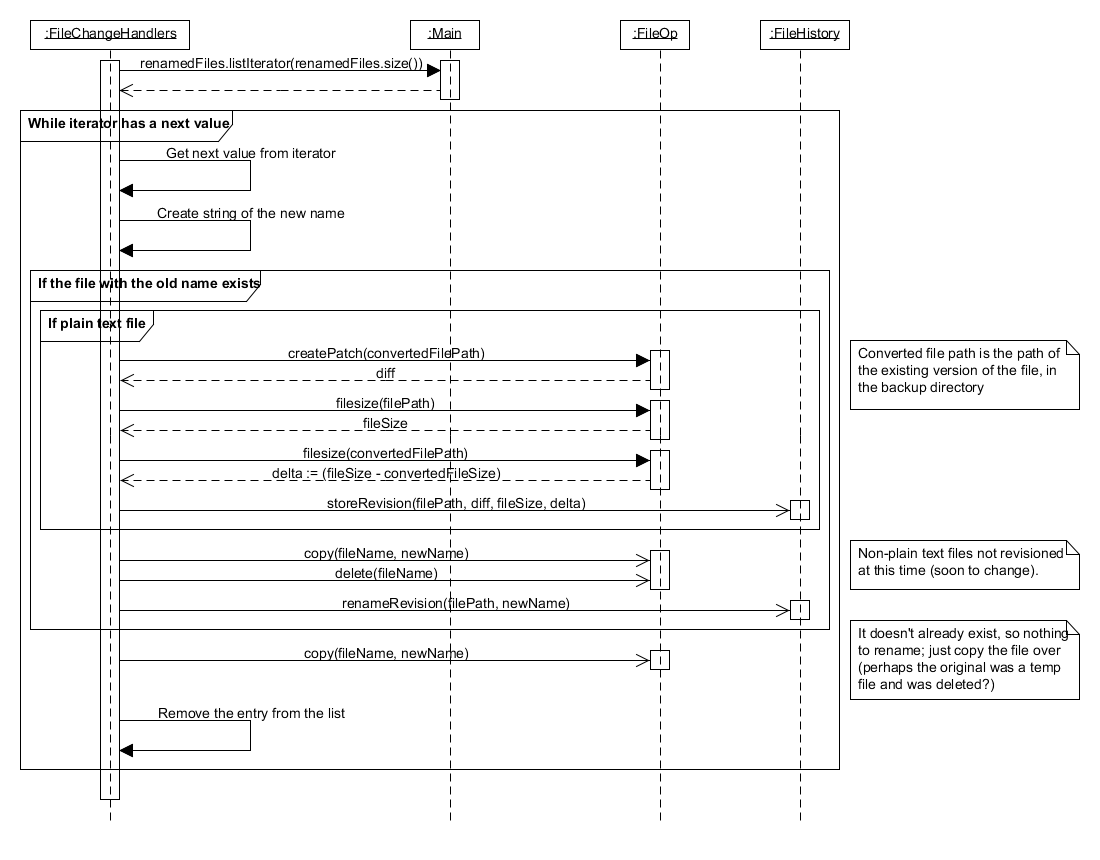 :FileChangeHandlers
:Main
:FileOp
:FileHistory
renamedFiles.listIterator(renamedFiles.size())
While iterator has a next value
Get next value from iterator
Create string of the new name
If the file with the old name exists
If plain text file
createPatch(convertedFilePath)
diff
Converted file path is the path of
the existing version of the file, in
the backup directory
filesize(filePath)
fileSize
filesize(convertedFilePath)
delta := (fileSize - convertedFileSize)
storeRevision(filePath, diff, fileSize, delta)
copy(fileName, newName)
Non-plain text files not revisioned
at this time (soon to change).
delete(fileName)
renameRevision(filePath, newName)
It doesn't already exist, so nothing
to rename; just copy the file over
(perhaps the original was a temp
file and was deleted?)
copy(fileName, newName)
Remove the entry from the list